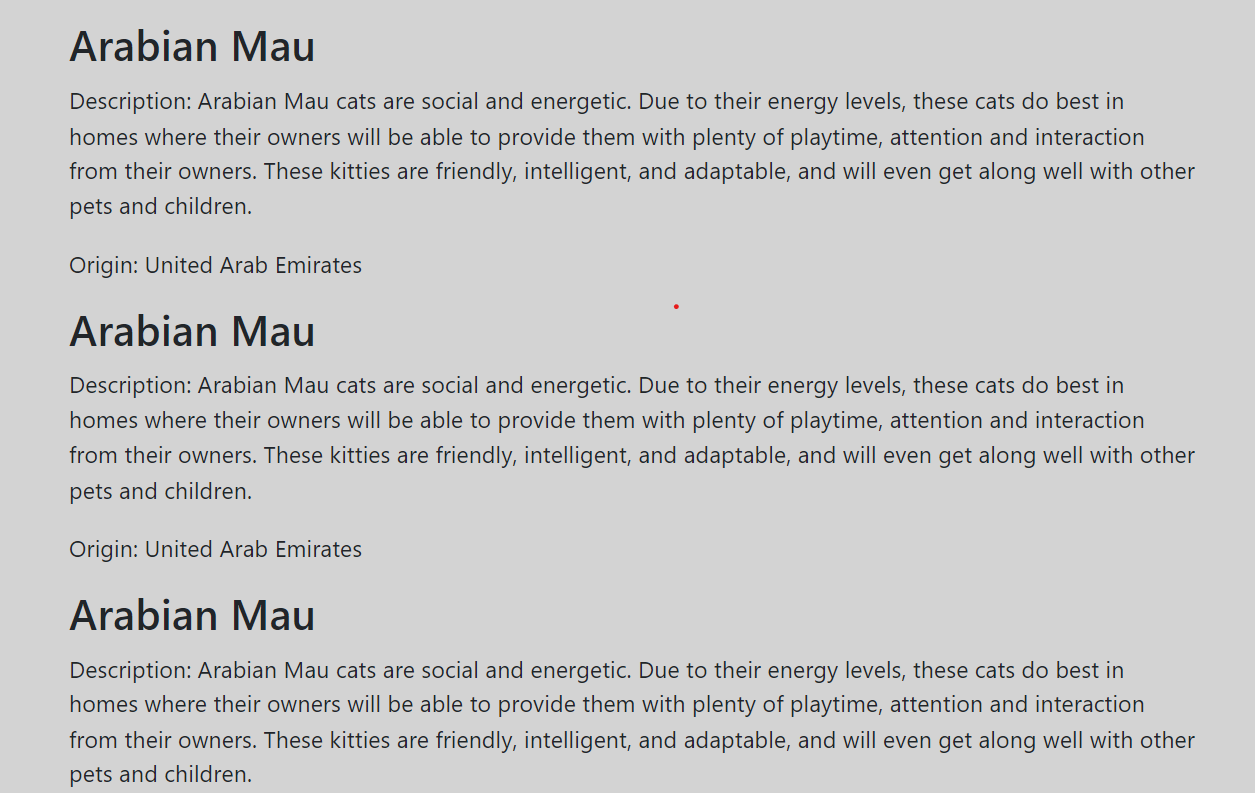 Arabian Mau
Description: Arabian Mau cats are social and energetic. Due to their energy levels, these cats do best in
homes where their owners will be able to provide them with plenty of playtime, attention and interaction
from their owners. These kitties are friendly, intelligent, and adaptable, and will even get along well with other
pets and children.
Origin: United Arab Emirates
Arabian Mau
Description: Arabian Mau cats are social and energetic. Due to their energy levels, these cats do best in
homes where their owners will be able to provide them with plenty of playtime, attention and interaction
from their owners. These kitties are friendly, intelligent, and adaptable, and will even get along well with other
pets and children.
Origin: United Arab Emirates
Arabian Mau
Description: Arabian Mau cats are social and energetic. Due to their energy levels, these cats do best in
homes where their owners will be able to provide them with plenty of playtime, attention and interaction
from their owners. These kitties are friendly, intelligent, and adaptable, and will even get along well with other
pets and children.